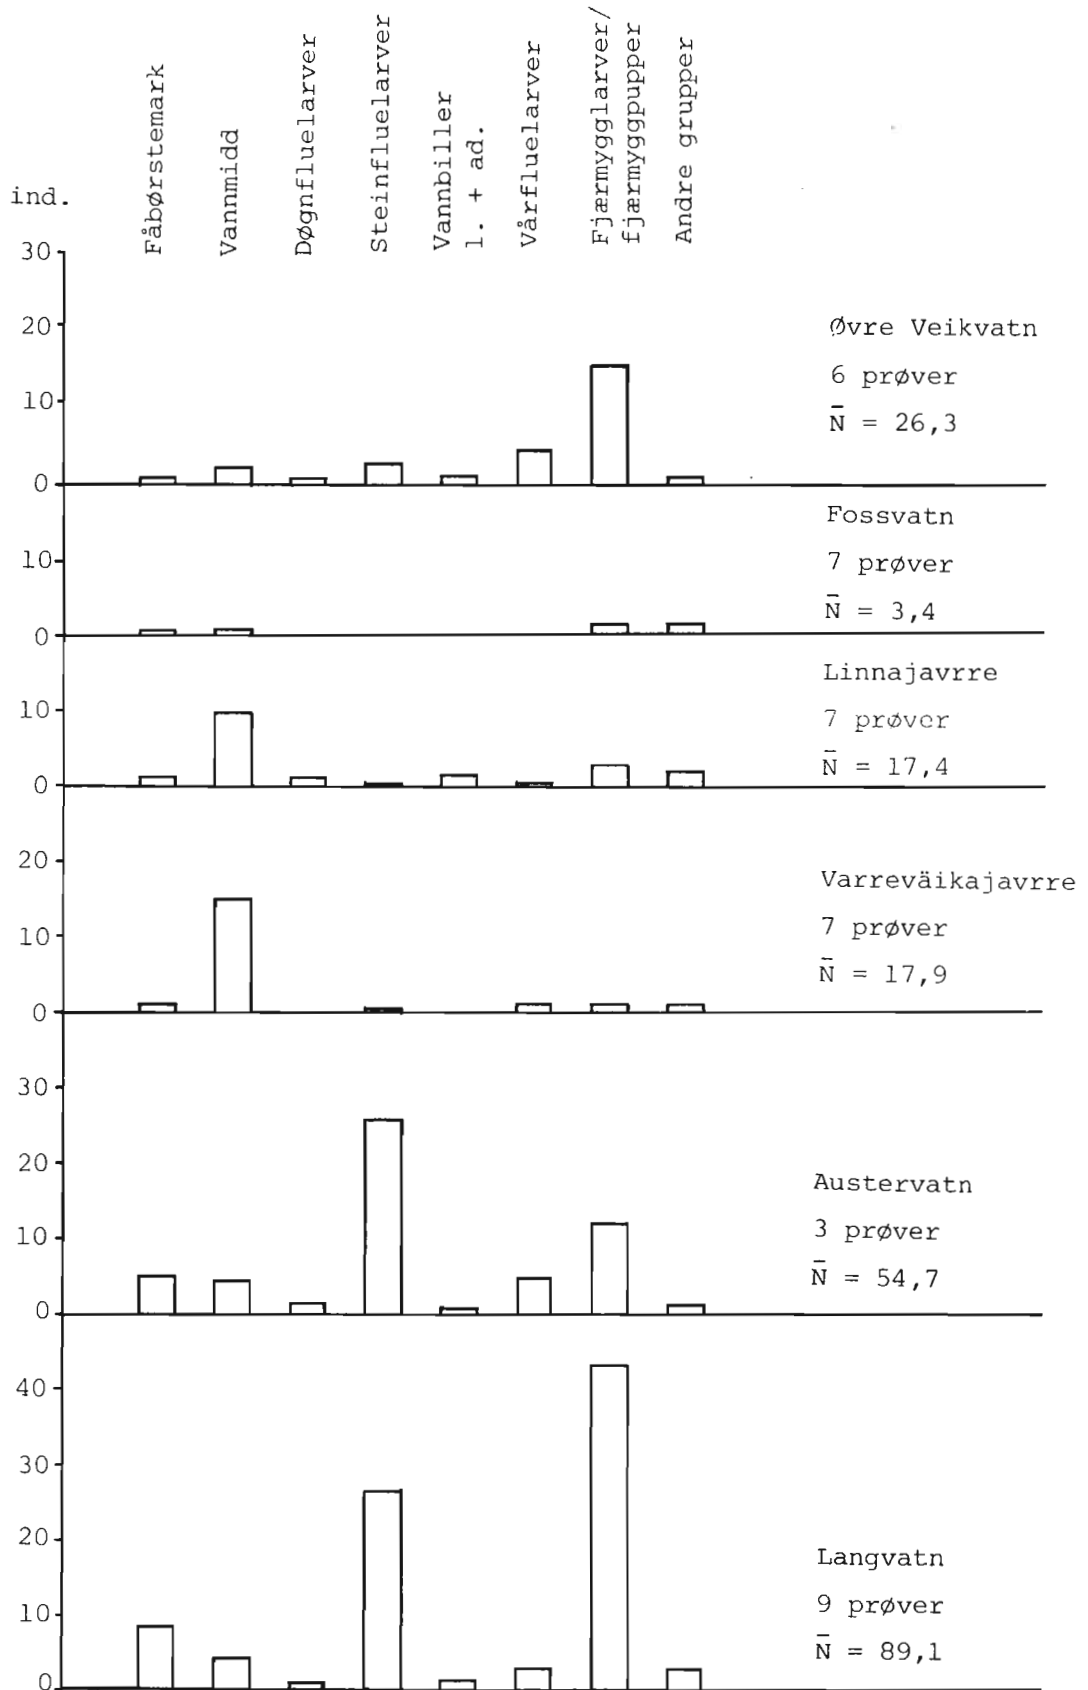 ind.
Fåbørstemark
Vannmidd
Døgnfluelarver
Steinfluelarver
Vannbiller
l. + ad.
Vårfluelarver
Fjærmygglarver/
fjærmyggpupper
Andre grupper
30
20
10
0
Øvre Veikvatn
6 prøver
N̄ = 26,3
10
0
Fossvatn
7 prøver
N̄ = 3,4
10
0
Linnajavrre
7 prøver
N̄ = 17,4
20
10
0
Varreväikajavrre
7 prøver
N̄ = 17,9
30
20
10
0
Austervatn
3 prøver
N̄ = 54,7
40
30
20
10
0
Langvatn
9 prøver
N̄ = 89,1